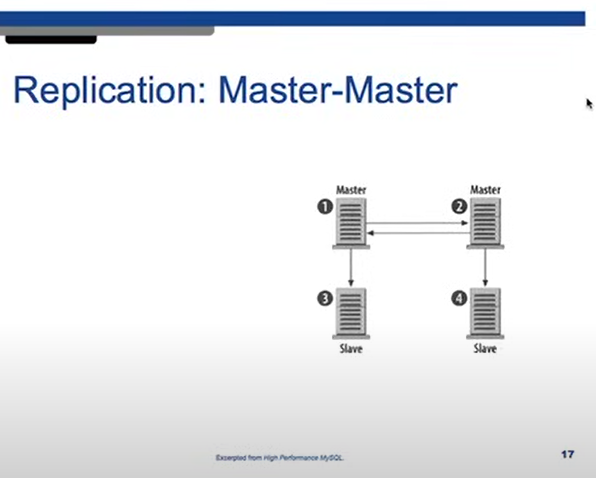 Replication: Master-Master
Master Master
1 2
3 4
Slave Slave
Excerpted from High Performance MySQL.
17